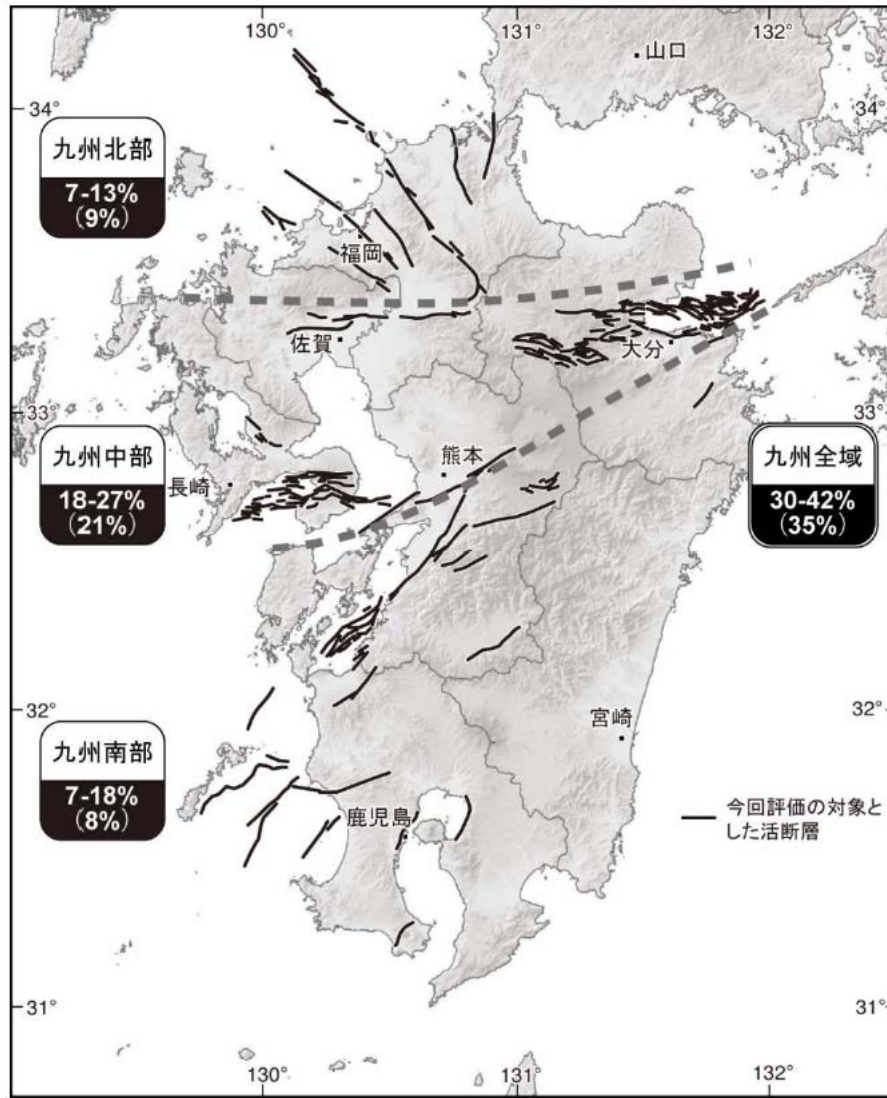 130°
131°
132°
山口
34°
34°
九州北部
7-13%
(9%)
福岡
佐賀
大分
33°
33°
九州中部
18-27%
(21%)
長崎
熊本
九州全域
30-42%
(35%)
32°
32°
九州南部
7-18%
(8%)
宮崎
鹿児島
今回評価の対象と
した活断層
31°
31°
130°
131°
132°